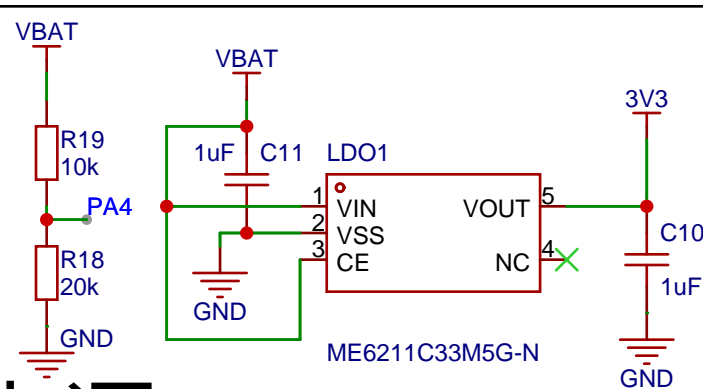 VBAT
R19
10k
PA4
R18
20k
GND
VBAT
1uF
C11
LDO1
1
VIN
2
VSS
3
CE
VOUT
5
NC
4
GND
ME6211C33M5G-N
3V3
C10
1uF
GND